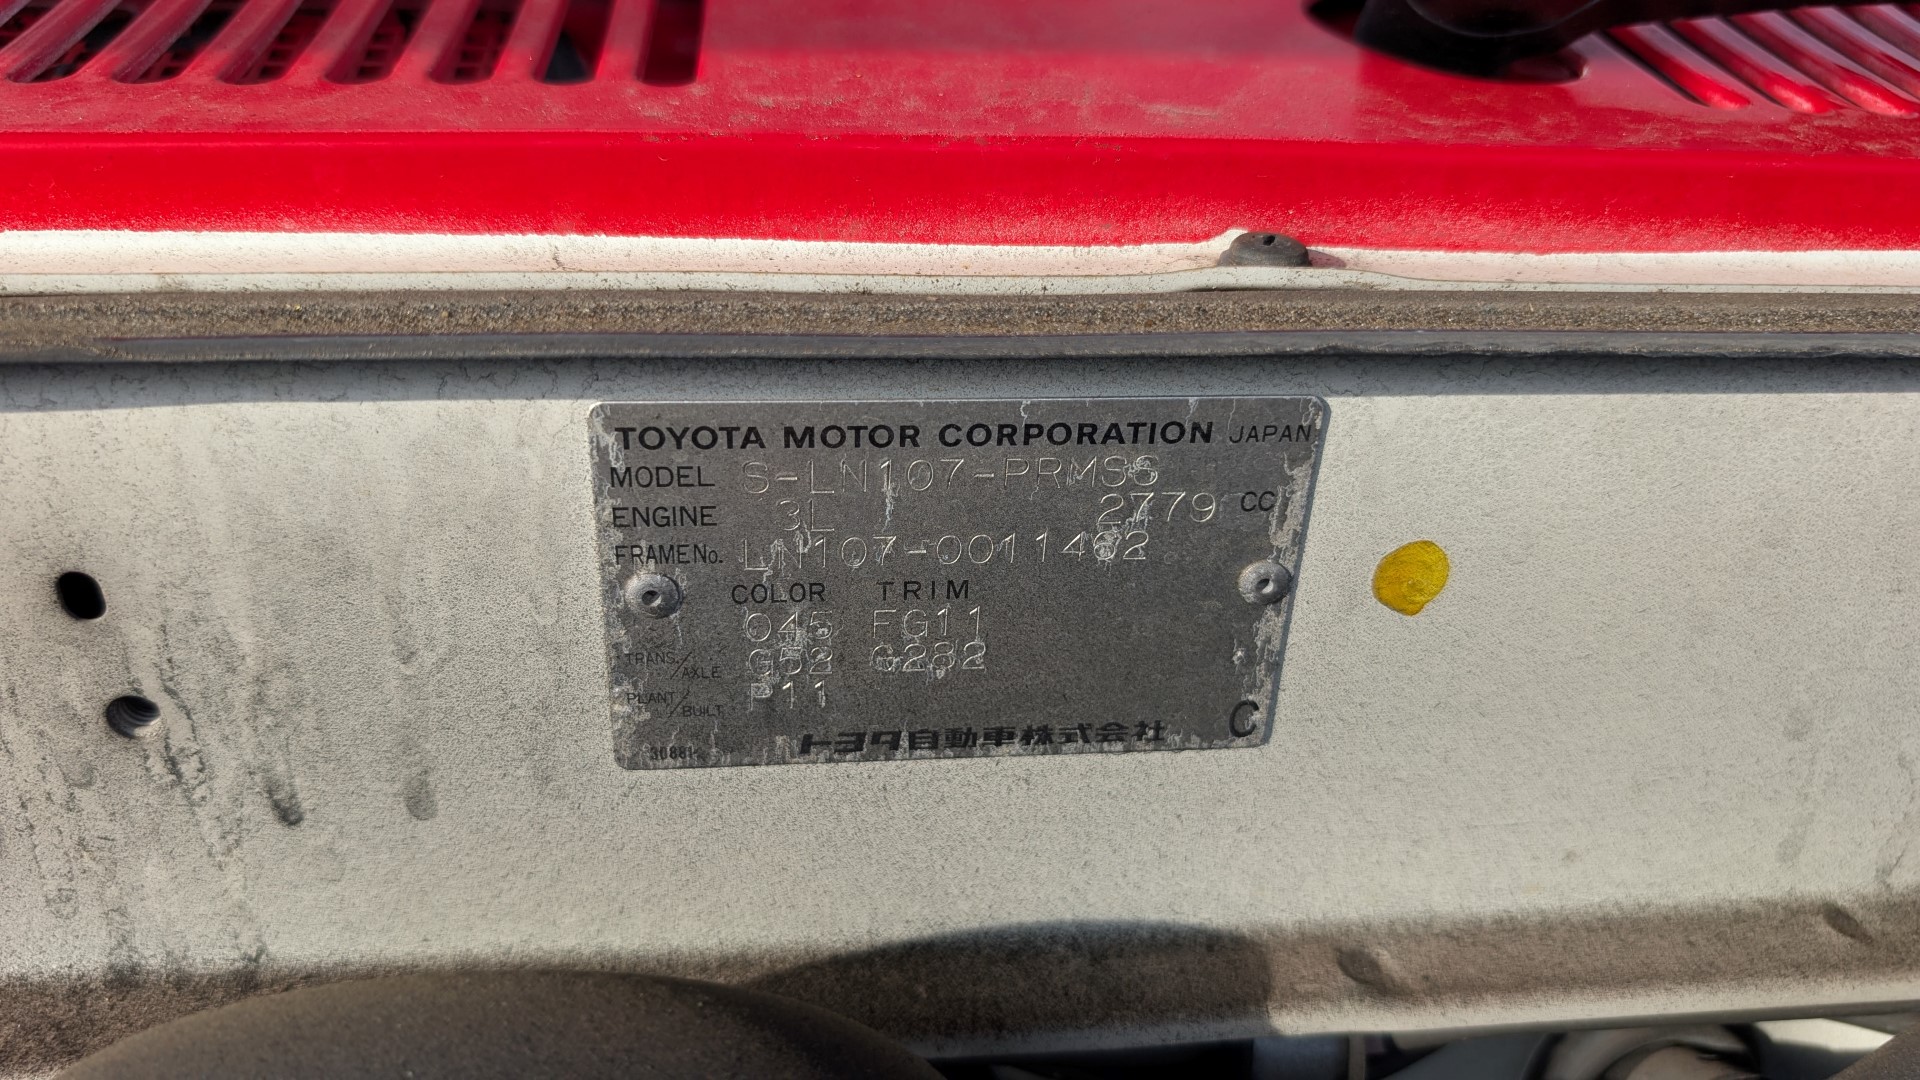 TOYOTA MOTOR CORPORATION JAPAN
MODEL S-LN107-PRMSS
ENGINE 3L 2779 CC
FRAME No. LN107-0011462
COLOR TRIM
045 FG11
TRANS./AXLE G52 G282
PLANT/BUILT P11
トヨタ自動車株式会社 C